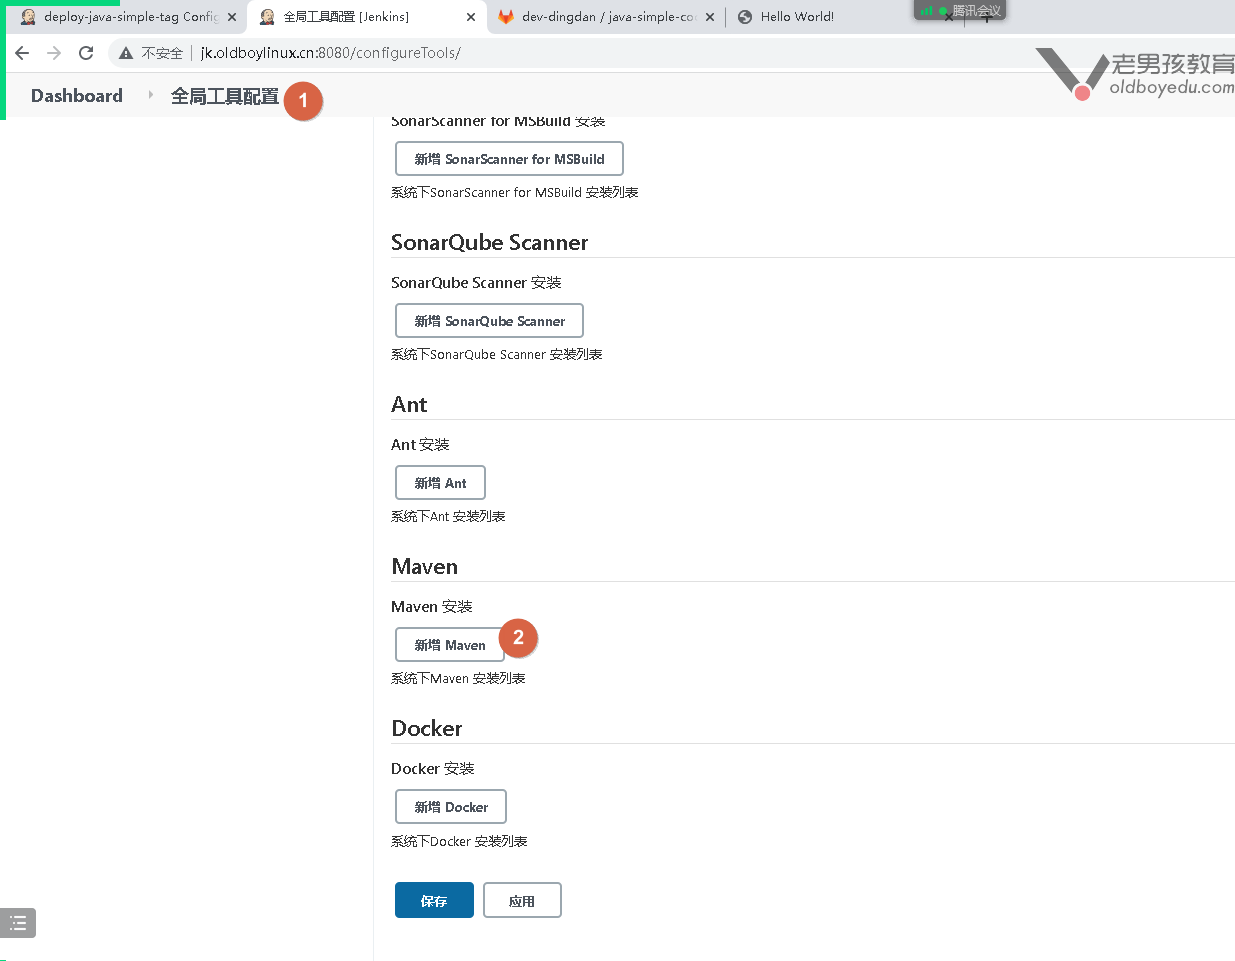 deploy-java-simple-tag Config
全局工具配置 [Jenkins]
dev-dingdan / java-simple-co
Hello World!
腾讯会议
不安全
jk.oldboylinux.cn:8080/configureTools/
老男孩教育
oldboyedu.com
Dashboard
全局工具配置
1
SonarScanner for MSBuild 安装
新增 SonarScanner for MSBuild
系统下SonarScanner for MSBuild 安装列表
SonarQube Scanner
SonarQube Scanner 安装
新增 SonarQube Scanner
系统下SonarQube Scanner 安装列表
Ant
Ant 安装
新增 Ant
系统下Ant 安装列表
Maven
Maven 安装
新增 Maven
2
系统下Maven 安装列表
Docker
Docker 安装
新增 Docker
系统下Docker 安装列表
保存
应用